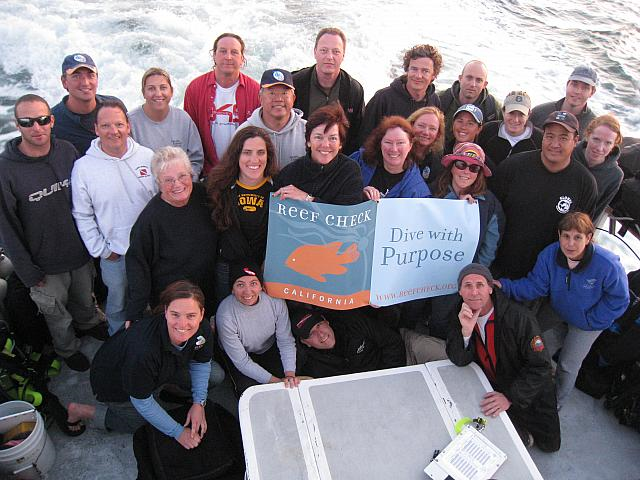 QUIK
IOWA
REEF CHECK
CALIFORNIA
Dive with
Purpose
WWW.REEFCHECK.ORG